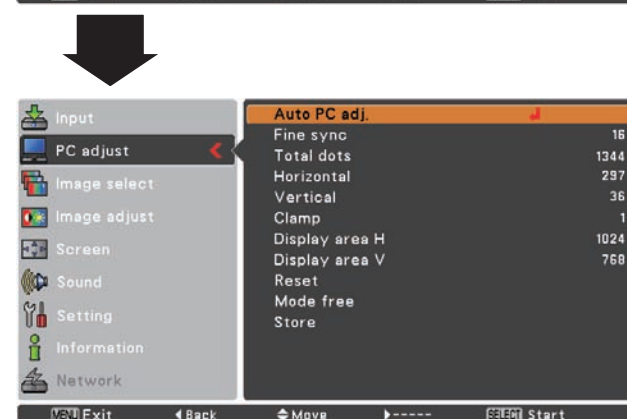 Input
PC adjust
Image select
Image adjust
Screen
Sound
Setting
Information
Network
Auto PC adj.
Fine sync 16
Total dots 1344
Horizontal 297
Vertical 36
Clamp 1
Display area H 1024
Display area V 768
Reset
Mode free
Store
MENU Exit ◀Back Move ▶----- SELECT Start